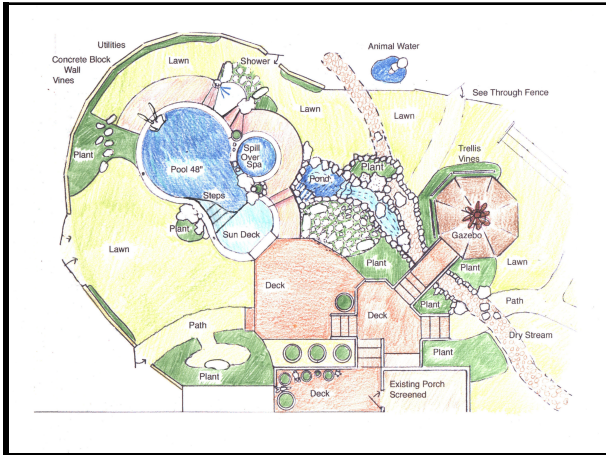 Utilities
Concrete Block
Wall
Vines
Lawn
Shower
Animal Water
See Through Fence
Lawn
Lawn
Plant
Pool 48"
Spill
Over
Spa
Steps
Pond
Plant
Trellis
Vines
Plant
Sun Deck
Gazebo
Lawn
Plant
Plant
Lawn
Deck
Plant
Path
Deck
Dry Stream
Path
Plant
Plant
Deck
Existing Porch
Screened